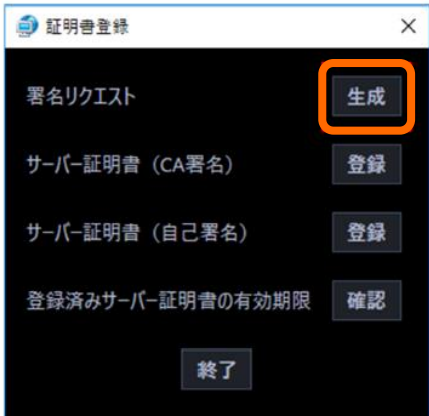 証明書登録
署名リクエスト 生成
サーバー証明書（CA署名） 登録
サーバー証明書（自己署名） 登録
登録済みサーバー証明書の有効期限 確認
終了